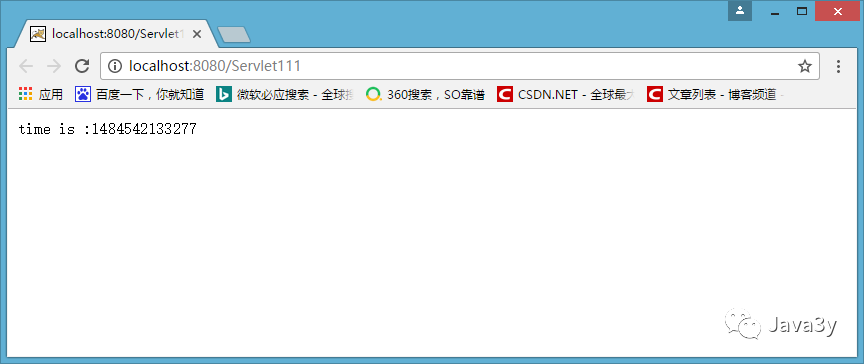 localhost:8080/Servlet1
localhost:8080/Servlet111
应用 百度一下，你就知道 微软必应搜索 - 全球 360搜索，SO靠谱 CSDN.NET - 全球最 文章列表 - 博客频道 -
time is :1484542133277
Java3y